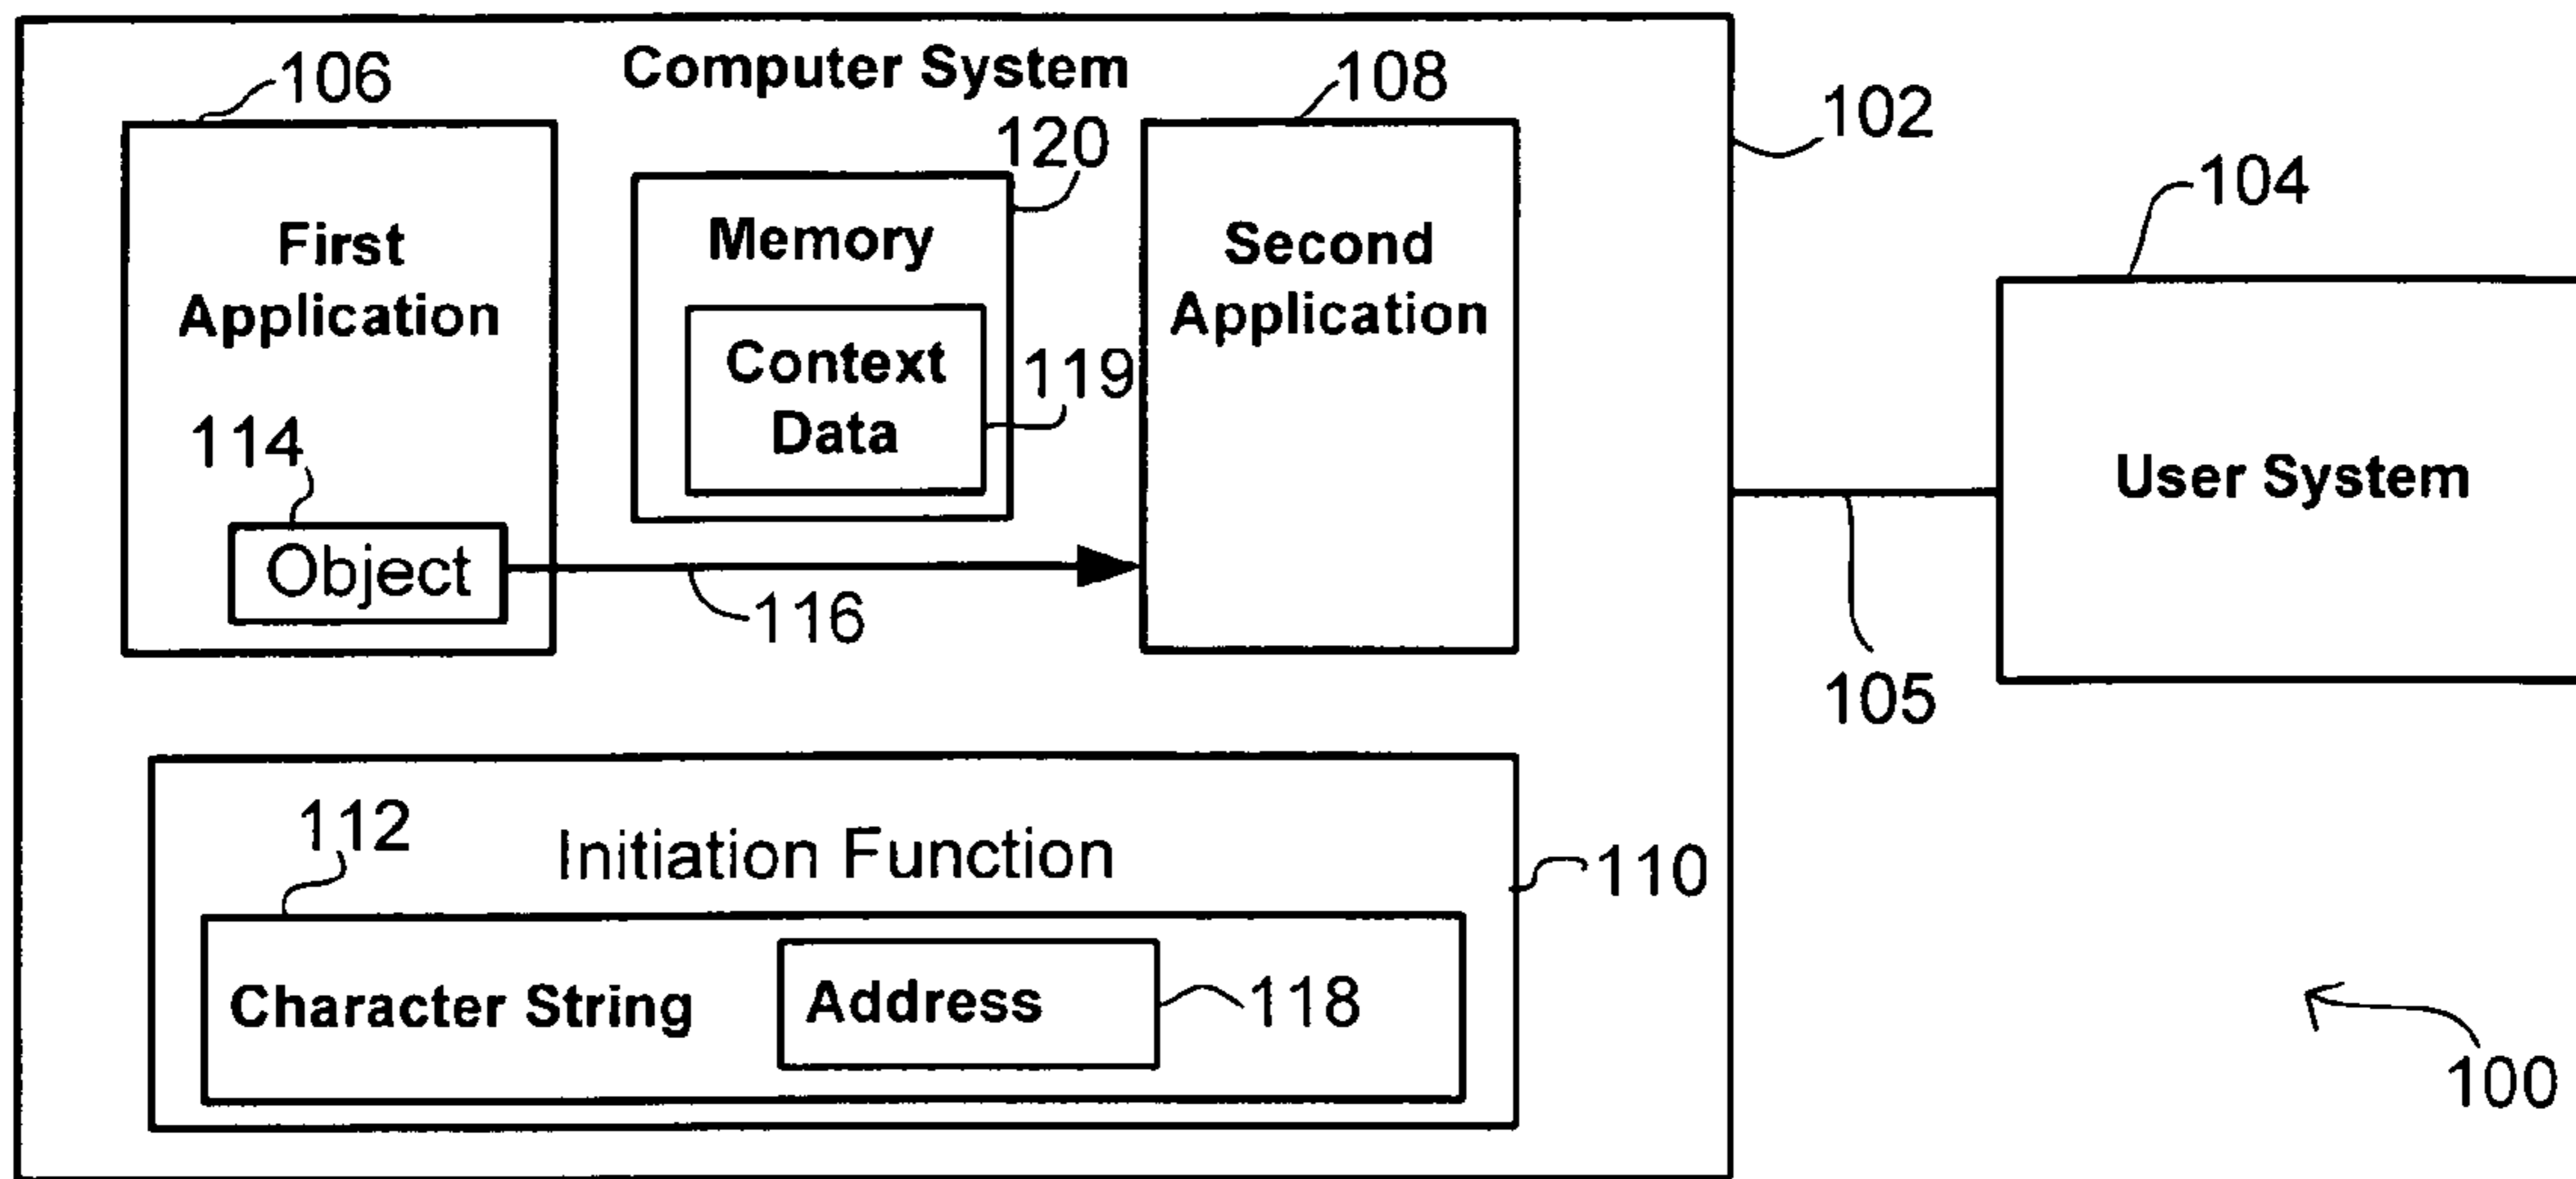 Computer System
106
108
102
120
104
First
Application
Memory
Second
Application
Context
Data
119
User System
114
Object
116
105
112
Initiation Function
110
Character String
Address
118
100